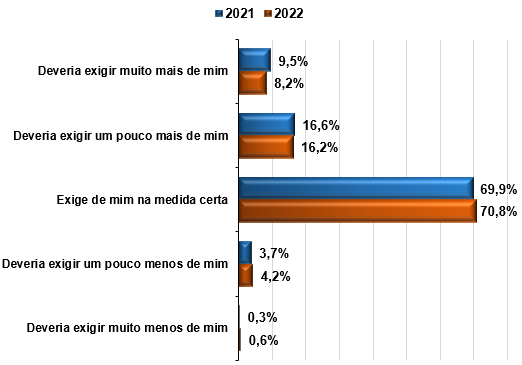 2021 2022
Deveria exigir muito mais de mim
9,5%
8,2%
Deveria exigir um pouco mais de mim
16,6%
16,2%
Exige de mim na medida certa
69,9%
70,8%
Deveria exigir um pouco menos de mim
3,7%
4,2%
Deveria exigir muito menos de mim
0,3%
0,6%